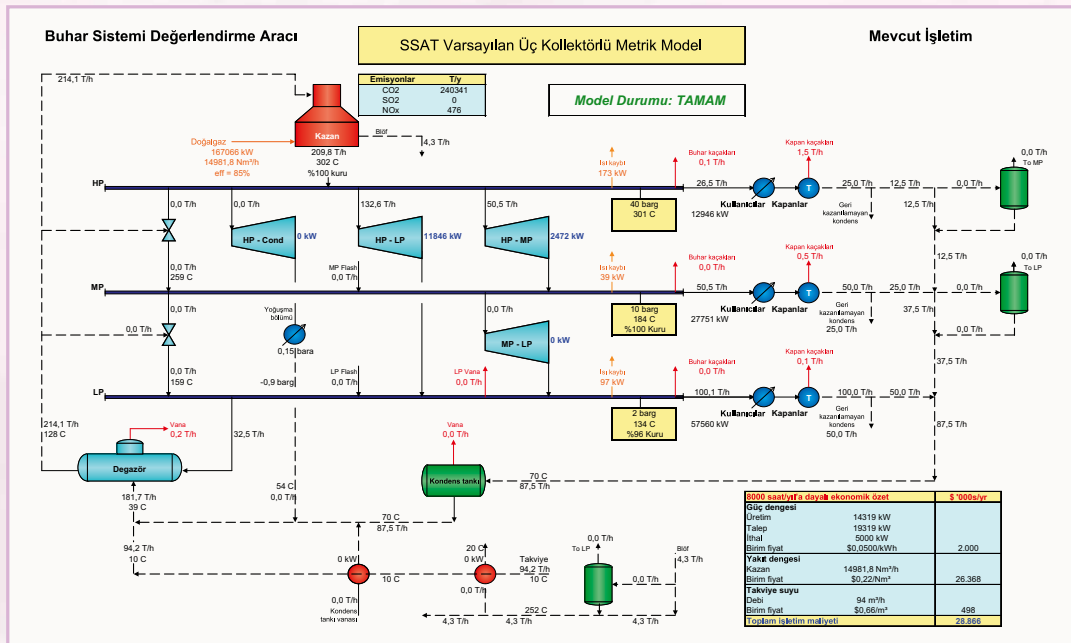 Buhar Sistemi Değerlendirme Aracı
SSAT Varsayılan Üç Kollektörlü Metrik Model
Mevcut İşletim
214,1 T/h
Emisyonlar T/y
CO2 240341
SO2 0
NOx 476
Model Durumu: TAMAM
Kazan
Blöf
4,3 T/h
Doğalgaz
167066 kW
14981,8 Nm³/h
eff = 85%
209,8 T/h
302 C
%100 kuru
HP
Isı kaybı
173 kW
Buhar kaçakları
0,1 T/h
Kapan kaçakları
1,5 T/h
0,0 T/h
To MP
26,5 T/h
T
25,0 T/h
12,5 T/h
0,0 T/h
40 barg
301 C
Kullanıcılar
Kapanlar
12946 kW
Geri
kazanılamayan
kondens
12,5 T/h
0,0 T/h
0,0 T/h
132,6 T/h
50,5 T/h
HP - Cond
0 kW
HP - LP
11846 kW
HP - MP
2472 kW
0,0 T/h
0,0 T/h
259 C
MP Flash
0,0 T/h
MP
Isı kaybı
39 kW
Buhar kaçakları
0,0 T/h
Kapan kaçakları
0,5 T/h
12,5 T/h
0,0 T/h
To LP
50,5 T/h
T
50,0 T/h
25,0 T/h
0,0 T/h
10 barg
184 C
%100 Kuru
Kullanıcılar
Kapanlar
27751 kW
Geri
kazanılamayan
kondens
25,0 T/h
37,5 T/h
0,0 T/h
0,0 T/h
Yoğuşma
bölümü
0,15 bara
0,0 T/h
MP - LP
0 kW
0,0 T/h
0,0 T/h
159 C
-0,9 barg
LP Flash
0,0 T/h
LP Vana
0,0 T/h
LP
Isı kaybı
97 kW
Buhar kaçakları
0,0 T/h
Kapan kaçakları
0,1 T/h
37,5 T/h
100,1 T/h
T
100,0 T/h
50,0 T/h
2 barg
134 C
%96 Kuru
Kullanıcılar
Kapanlar
57560 kW
Geri
kazanılamayan
kondens
50,0 T/h
87,5 T/h
214,1 T/h
128 C
Vana
0,2 T/h
32,5 T/h
Degazör
Vana
0,0 T/h
Kondens tankı
70 C
87,5 T/h
181,7 T/h
39 C
54 C
0,0 T/h
70 C
87,5 T/h
94,2 T/h
10 C
0 kW
10 C
20 C
0 kW
Takviye
94,2 T/h
10 C
0,0 T/h
Kondens
tankı vanası
0,0 T/h
To LP
0,0 T/h
Blöf
4,3 T/h
0,0 T/h
0,0 T/h
252 C
4,3 T/h
4,3 T/h
4,3 T/h
8000 saat/yıl'a dayalı ekonomik özet $ '000s/yr
Güç dengesi
Üretim 14319 kW
Talep 19319 kW
İthal 5000 kW
Birim fiyat $0,0500/kWh 2.000
Yakıt dengesi
Kazan 14981,8 Nm³/h
Birim fiyat $0,22/Nm³ 26.368
Takviye suyu
Debi 94 m³/h
Birim fiyat $0,66/m³ 498
Toplam işletim maliyeti 28.866